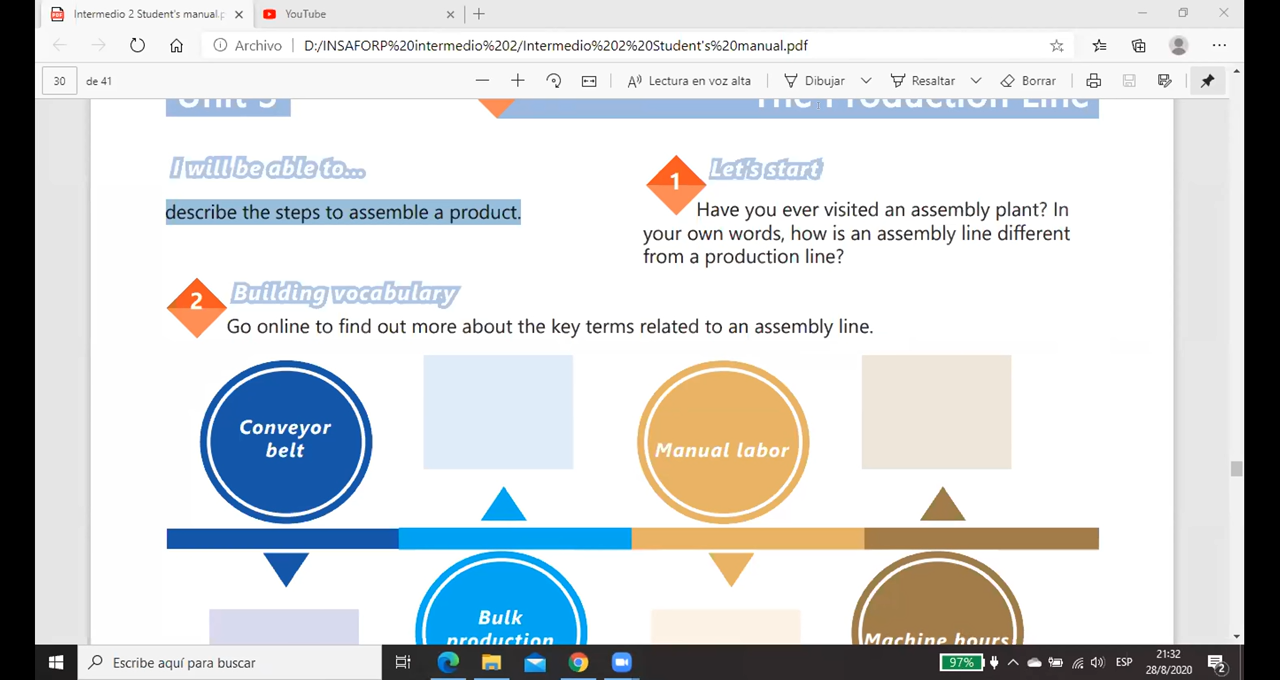 Intermedio 2 Student's manual.p
YouTube
Archivo
D:/INSAFORP%20intermedio%202/Intermedio%202%20Student's%20manual.pdf
30 de 41
Lectura en voz alta
Dibujar
Resaltar
Borrar
The Production Line
I will be able to...
describe the steps to assemble a product.
1
Let's start
Have you ever visited an assembly plant? In
your own words, how is an assembly line different
from a production line?
2
Building vocabulary
Go online to find out more about the key terms related to an assembly line.
Conveyor
belt
Manual labor
Bulk
production
Machine hours
Escribe aquí para buscar
97%
ESP
21:32
28/8/2020
2